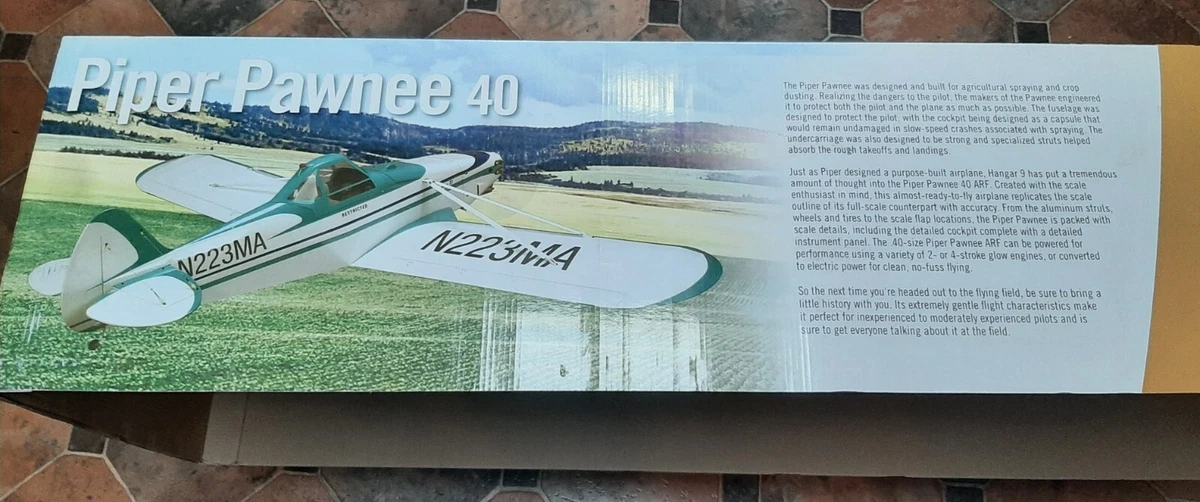 Piper Pawnee 40
The Piper Pawnee was designed and built for agricultural spraying and crop
dusting. Realizing the dangers to the pilot, the makers of the Pawnee engineered
it to protect both the pilot and the plane as much as possible. The fuselage was
designed to protect the pilot, with the cockpit being designed as a capsule that
would remain undamaged in slow-speed crashes associated with spraying. The
undercarriage was also designed to be strong and specialized struts helped
absorb the rough takeoffs and landings.
Just as Piper designed a purpose-built airplane, Hangar 9 has put a tremendous
amount of thought into the Piper Pawnee 40 ARF. Created with the scale
enthusiast in mind, this almost-ready-to-fly airplane replicates the scale
outline of its full-scale counterpart with accuracy. From the aluminum struts,
wheels and tires to the scale flap locations, the Piper Pawnee is packed with
scale details, including the detailed cockpit complete with a detailed
instrument panel. The .40-size Piper Pawnee ARF can be powered for
performance using a variety of 2- or 4-stroke glow engines, or converted
to electric power for clean, no-fuss flying.
So the next time you're headed out to the flying field, be sure to bring a
little history with you. Its extremely gentle flight characteristics make
it perfect for inexperienced to moderately experienced pilots and is
sure to get everyone talking about it at the field.
RESTRICTED
N223MA
N223MA